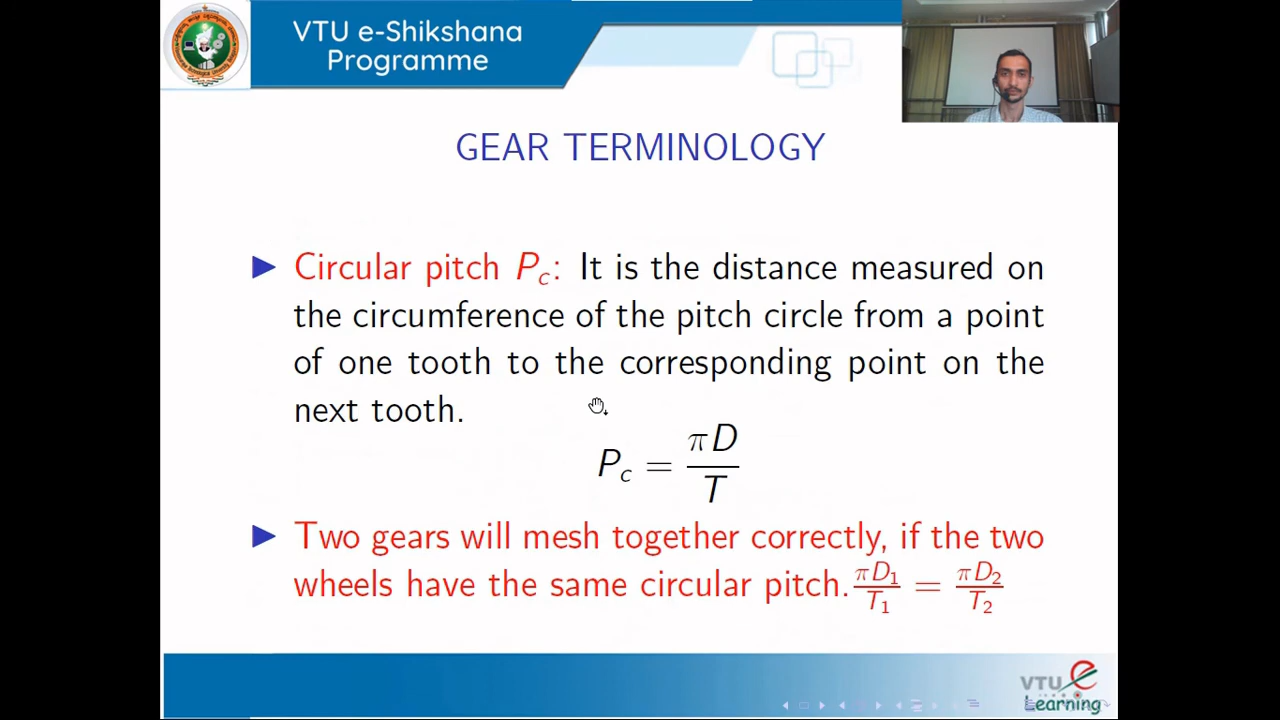 VTU e-Shikshana
Programme
GEAR TERMINOLOGY
▶ Circular pitch P_c: It is the distance measured on
the circumference of the pitch circle from a point
of one tooth to the corresponding point on the
next tooth.
P_c = πD/T
▶ Two gears will mesh together correctly, if the two
wheels have the same circular pitch. πD₁/T₁ = πD₂/T₂
VTU e
Learning